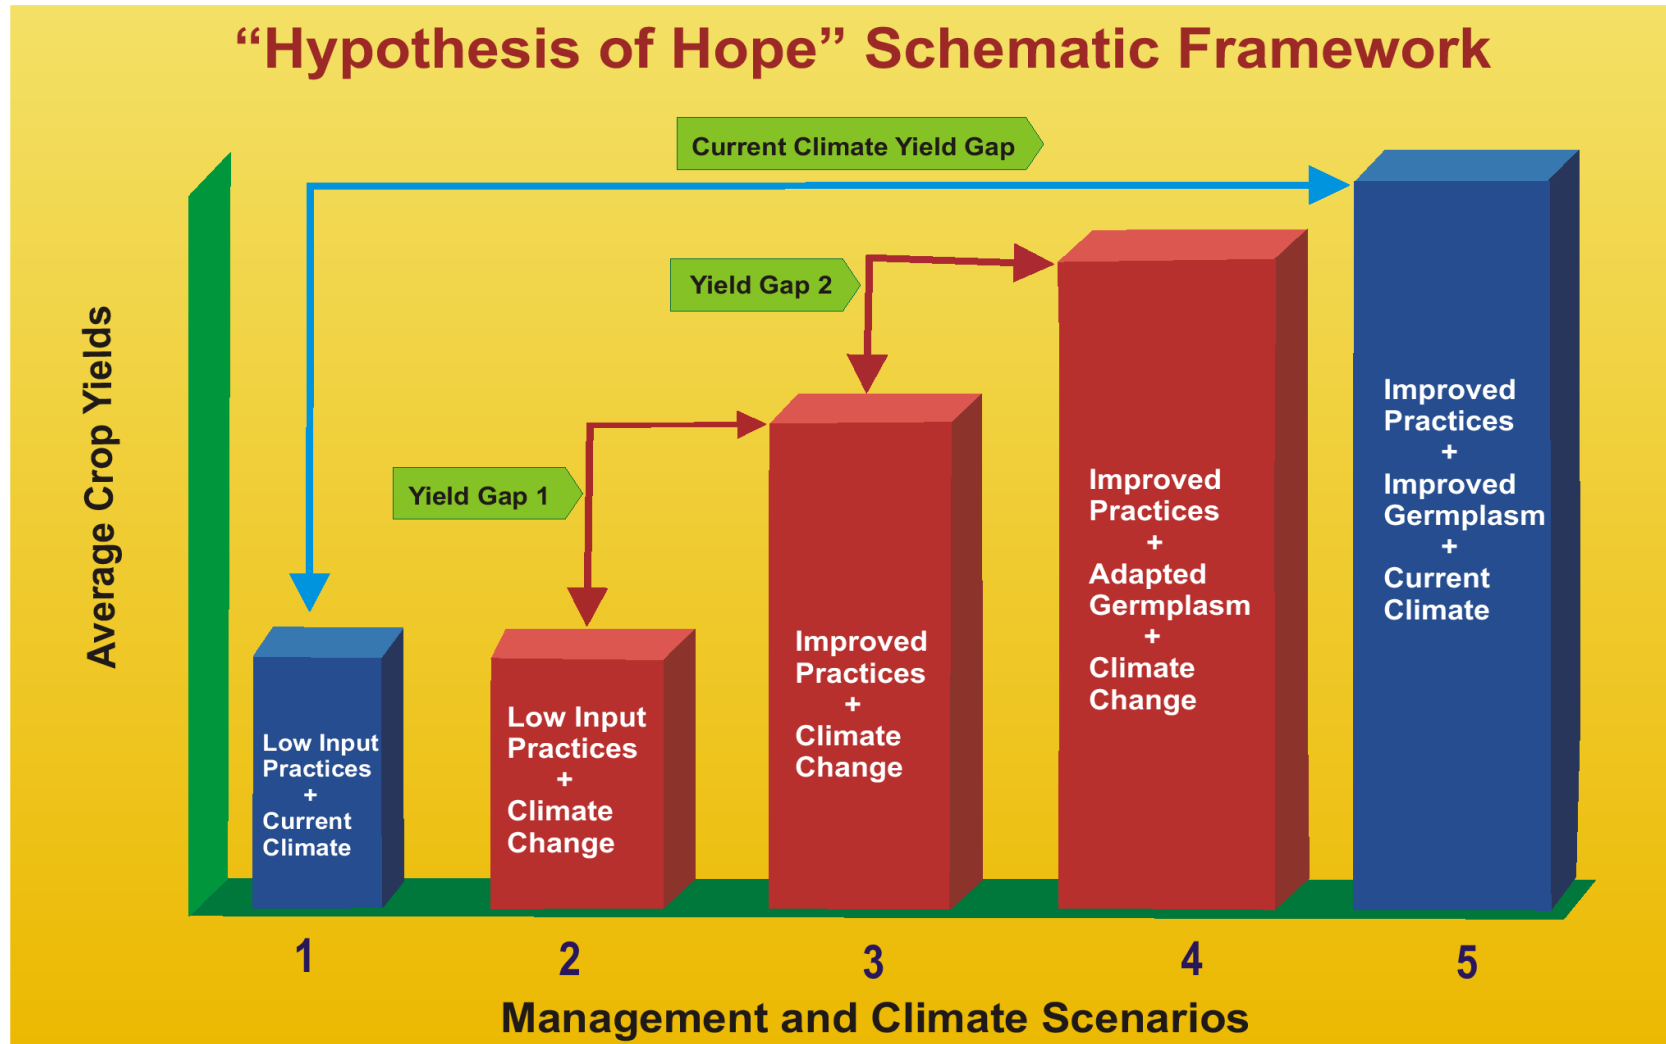 “Hypothesis of Hope” Schematic Framework
Current Climate Yield Gap
Yield Gap 2
Yield Gap 1
Average Crop Yields
Low Input
Practices
+
Current
Climate
Low Input
Practices
+
Climate
Change
Improved
Practices
+
Climate
Change
Improved
Practices
+
Adapted
Germplasm
+
Climate
Change
Improved
Practices
+
Improved
Germplasm
+
Current
Climate
1
2
3
4
5
Management and Climate Scenarios